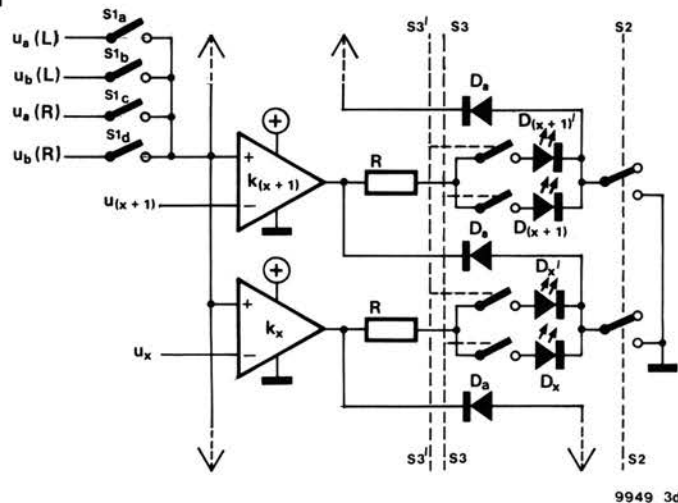 S1a
ua (L)
S1b
ub (L)
S1c
ua (R)
S1d
ub (R)
S3' S3
S2
Da
D(x + 1)'
+
+
k(x+1)
−
R
u(x+1)
D(x + 1)
Da
+
Dx'
+
kx
−
R
ux
Dx
Da
S3' S3
S2
9949 3d